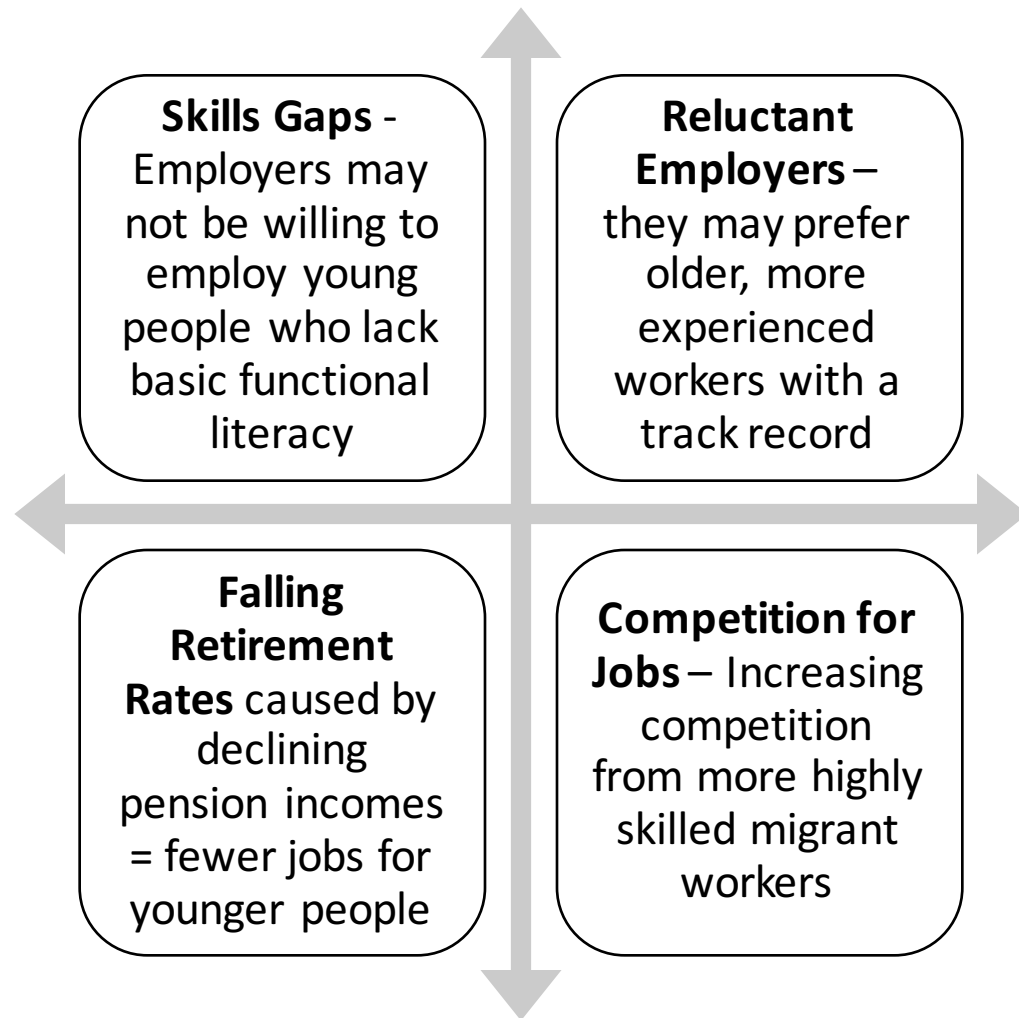 Skills Gaps -
Employers may
not be willing to
employ young
people who lack
basic functional
literacy
Reluctant
Employers –
they may prefer
older, more
experienced
workers with a
track record
Falling
Retirement
Rates caused by
declining
pension incomes
= fewer jobs for
younger people
Competition for
Jobs – Increasing
competition
from more highly
skilled migrant
workers